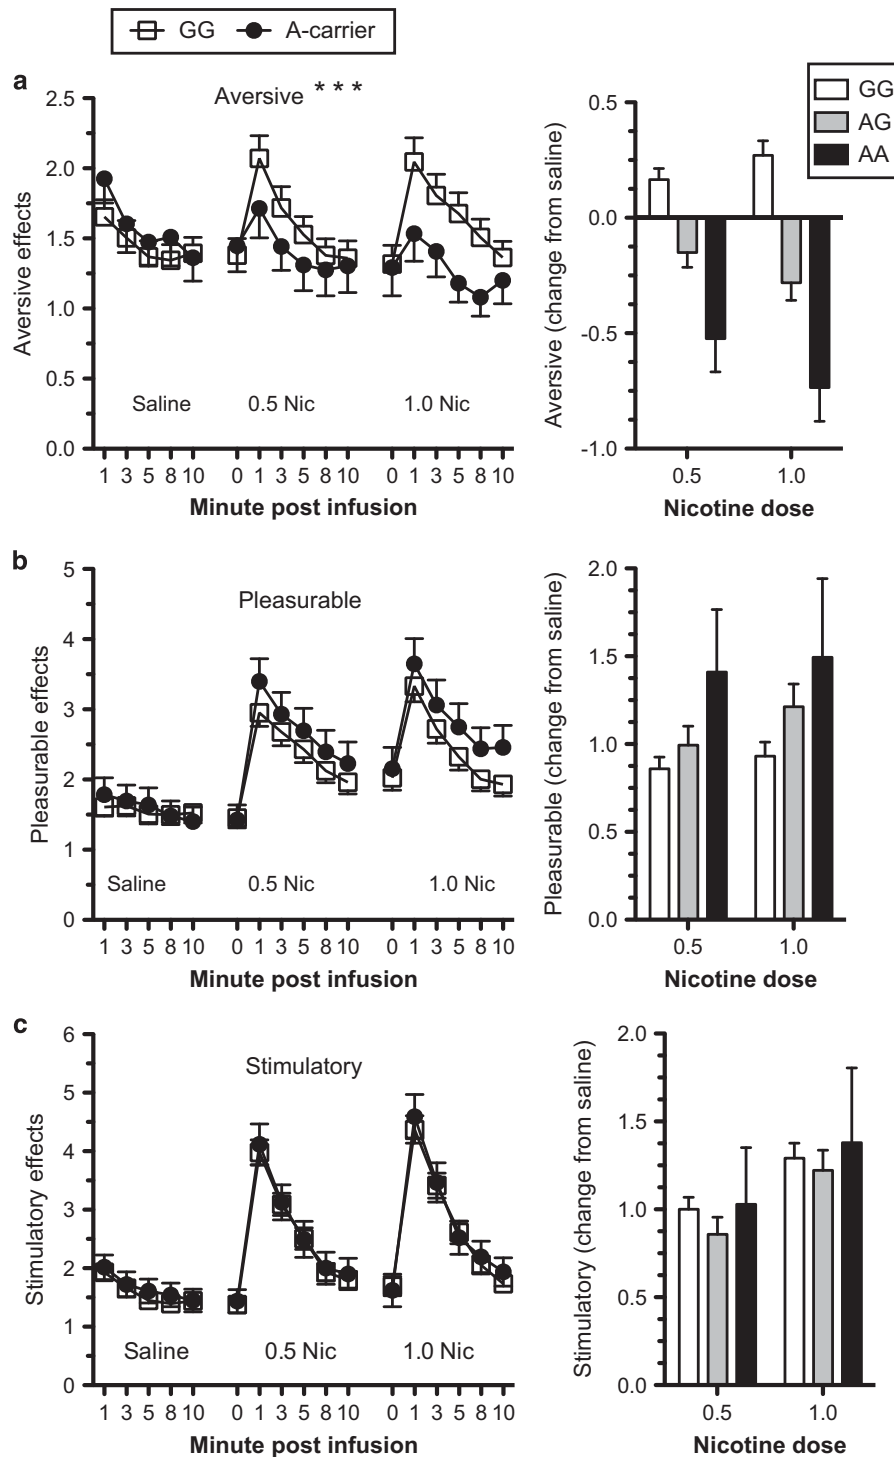 GG A-carrier
a
Aversive ***
Aversive effects
2.5
2.0
1.5
1.0
0.5
0.0
Saline 0.5 Nic 1.0 Nic
1 3 5 8 10 0 1 3 5 8 10 0 1 3 5 8 10
Minute post infusion
GG
AG
AA
Aversive (change from saline)
0.5
0.0
-0.5
-1.0
0.5 1.0
Nicotine dose
b
Pleasurable
Pleasurable effects
5
4
3
2
1
0
Saline 0.5 Nic 1.0 Nic
1 3 5 8 10 0 1 3 5 8 10 0 1 3 5 8 10
Minute post infusion
Pleasurable (change from saline)
2.0
1.5
1.0
0.5
0.0
0.5 1.0
Nicotine dose
c
Stimulatory
Stimulatory effects
6
5
4
3
2
1
0
Saline 0.5 Nic 1.0 Nic
1 3 5 8 10 0 1 3 5 8 10 0 1 3 5 8 10
Minute post infusion
Stimulatory (change from saline)
2.0
1.5
1.0
0.5
0.0
0.5 1.0
Nicotine dose